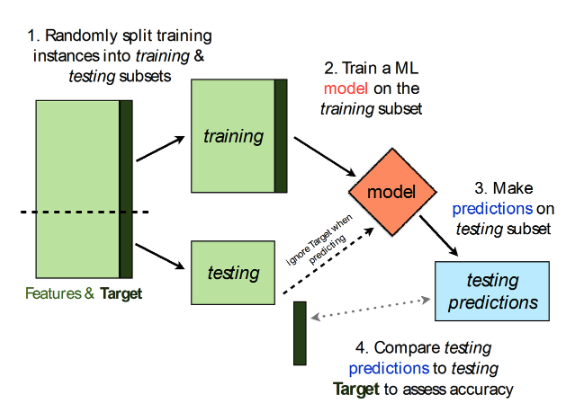 1. Randomly split training
instances into training &
testing subsets
2. Train a ML
model on the
training subset
training
model
3. Make
predictions on
testing subset
ignore Target when
predicting
testing
testing
predictions
Features & Target
4. Compare testing
predictions to testing
Target to assess accuracy